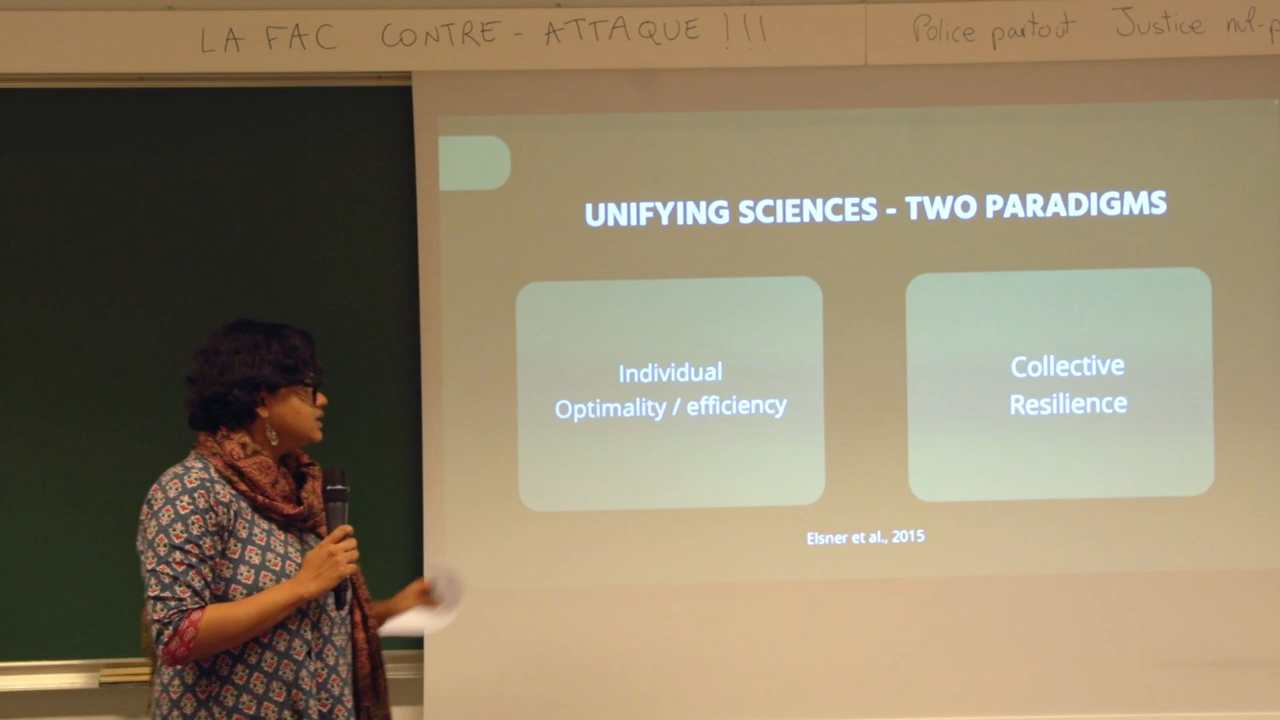 LA FAC CONTRE - ATTAQUE !!!
Police partout Justice
UNIFYING SCIENCES - TWO PARADIGMS
Individual
Optimality / efficiency
Collective
Resilience
Elsner et al., 2015